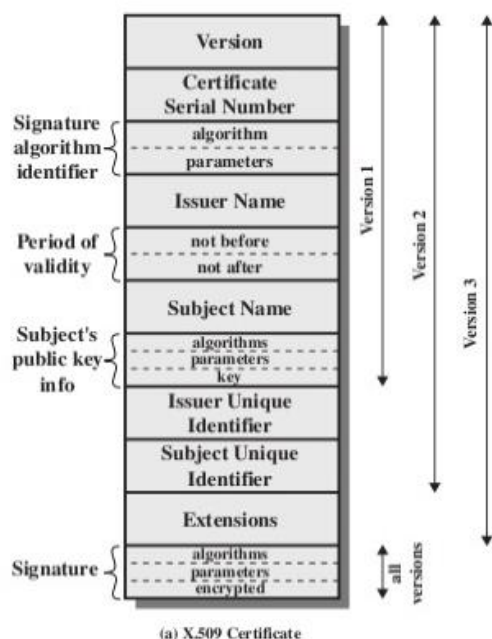 Version
Certificate
Serial Number
Signature
algorithm
identifier
algorithm
parameters
Issuer Name
Period of
validity
not before
not after
Subject Name
Subject's
public key
info
algorithms
parameters
key
Issuer Unique
Identifier
Subject Unique
Identifier
Extensions
Signature
algorithms
parameters
encrypted
Version 1
Version 2
Version 3
all
versions
(a) X.509 Certificate